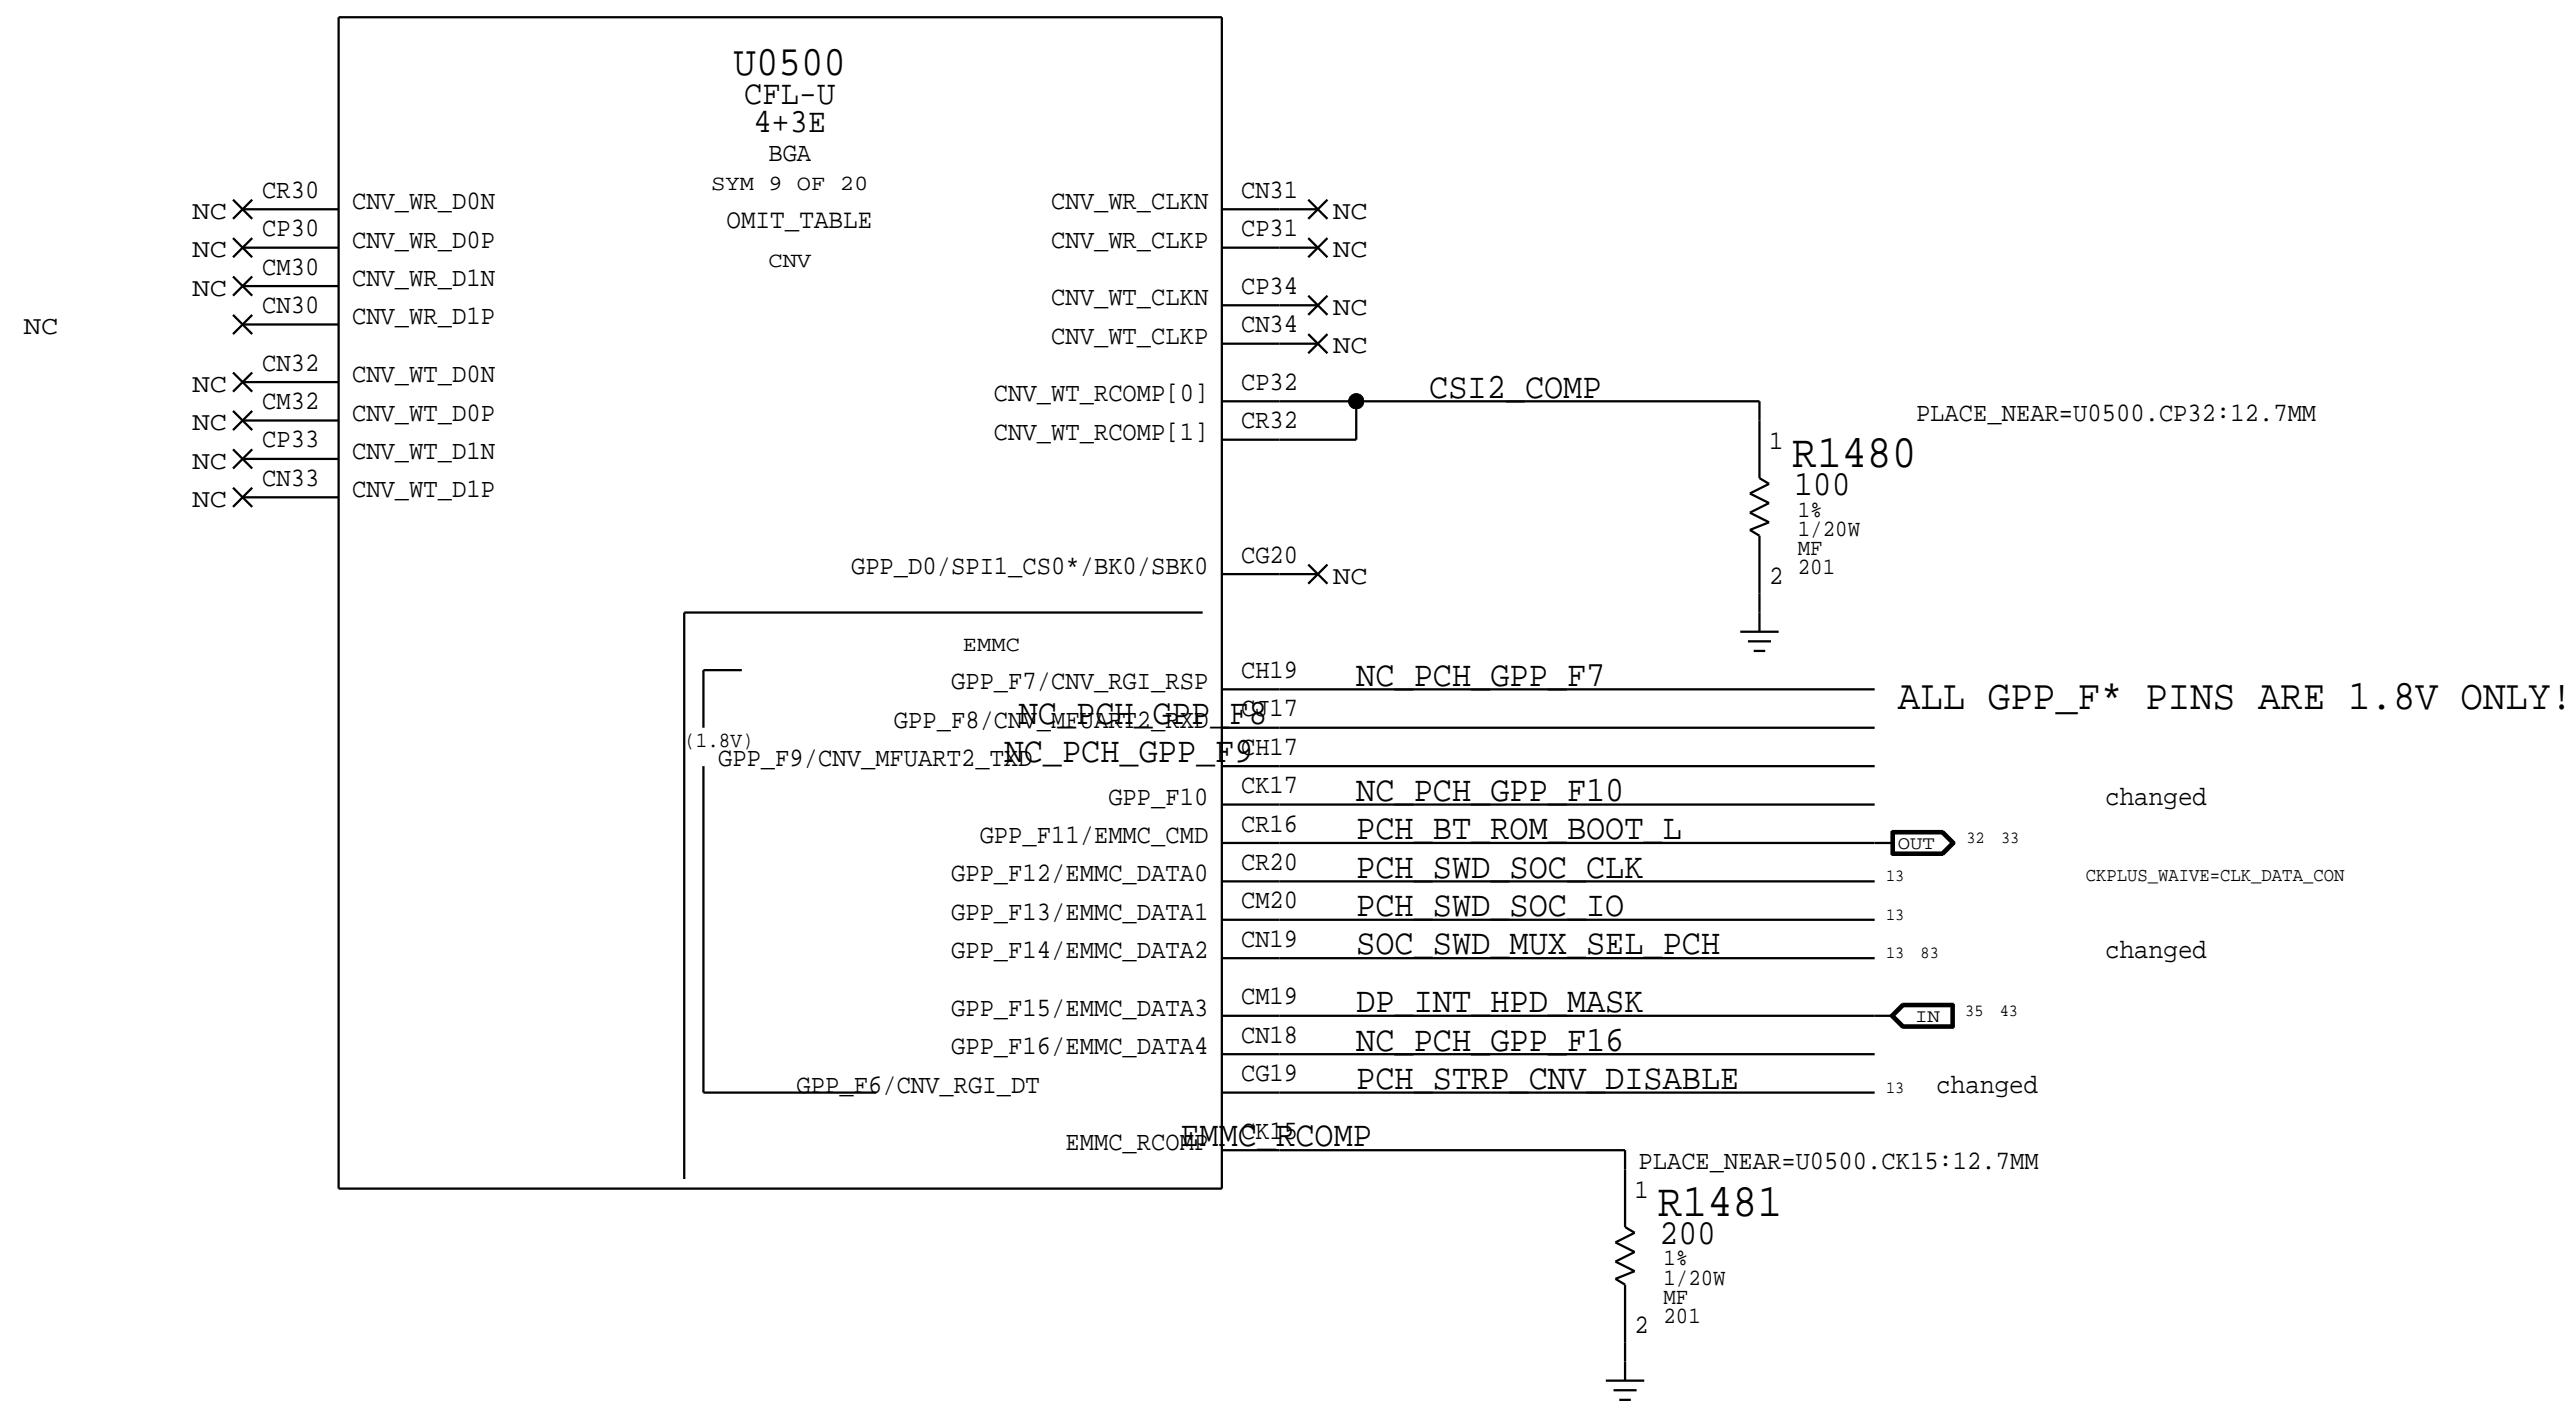 U0500
CFL-U
4+3E
BGA
SYM 9 OF 20
OMIT_TABLE
CNV
NC CR30 CNV_WR_D0N
NC CP30 CNV_WR_D0P
NC CM30 CNV_WR_D1N
NC CN30 CNV_WR_D1P
NC CN32 CNV_WT_D0N
NC CM32 CNV_WT_D0P
NC CP33 CNV_WT_D1N
NC CN33 CNV_WT_D1P
CNV_WR_CLKN CN31 NC
CNV_WR_CLKP CP31 NC
CNV_WT_CLKN CP34 NC
CNV_WT_CLKP CN34 NC
CNV_WT_RCOMP[0] CP32 CSI2_COMP
CNV_WT_RCOMP[1] CR32
PLACE_NEAR=U0500.CP32:12.7MM
1
R1480
100
1%
1/20W
MF
201
2
GPP_D0/SPI1_CS0*/BK0/SBK0 CG20 NC
EMMC
(1.8V)
GPP_F7/CNV_RGI_RSP CH19 NC_PCH_GPP_F7
ALL GPP_F* PINS ARE 1.8V ONLY!
GPP_F8/CNV_MFUART2_RXD NC_PCH_GPP_F8 CJ17
GPP_F9/CNV_MFUART2_TXD NC_PCH_GPP_F9 CH17
GPP_F10 CK17 NC_PCH_GPP_F10 changed
GPP_F11/EMMC_CMD CR16 PCH_BT_ROM_BOOT_L OUT 32 33
GPP_F12/EMMC_DATA0 CR20 PCH_SWD_SOC_CLK 13 CKPLUS_WAIVE=CLK_DATA_CON
GPP_F13/EMMC_DATA1 CM20 PCH_SWD_SOC_IO 13
GPP_F14/EMMC_DATA2 CN19 SOC_SWD_MUX_SEL_PCH 13 83 changed
GPP_F15/EMMC_DATA3 CM19 DP_INT_HPD_MASK IN 35 43
GPP_F16/EMMC_DATA4 CN18 NC_PCH_GPP_F16
GPP_F6/CNV_RGI_DT CG19 PCH_STRP_CNV_DISABLE 13 changed
EMMC_RCOMP CK15 EMMC_RCOMP
PLACE_NEAR=U0500.CK15:12.7MM
1
R1481
200
1%
1/20W
MF
201
2